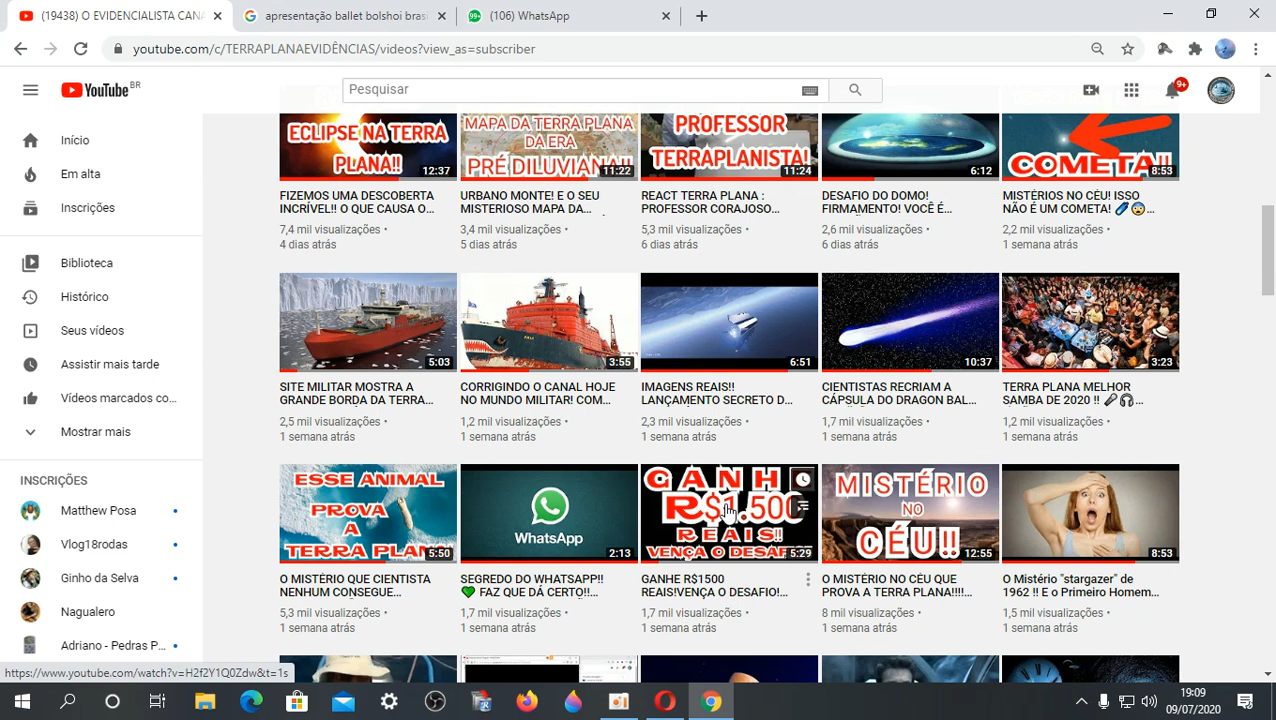 (19438) O EVIDENCIALISTA CANA
apresentação ballet bolshoi brasi
99+
(106) WhatsApp
youtube.com/c/TERRAPLANAEVIDÊNCIAS/videos?view_as=subscriber
YouTube BR
Pesquisar
9+
Início
Em alta
Inscrições
Biblioteca
Histórico
Seus vídeos
Assistir mais tarde
Vídeos marcados co...
Mostrar mais
INSCRIÇÕES
Matthew Posa
Vlog18rodas
Ginho da Selva
Nagualero
Adriano - Pedras P...
ECLIPSE NA TERRA
PLANA!!
12:37
FIZEMOS UMA DESCOBERTA
INCRÍVEL!! O QUE CAUSA O...
7,4 mil visualizações •
4 dias atrás
MAPA DA TERRA PLANA
DA ERA
PRÉ DILUVIANA!!
11:22
URBANO MONTE! E O SEU
MISTERIOSO MAPA DA...
3,4 mil visualizações •
5 dias atrás
PROFESSOR
TERRAPLANISTA!
11:24
REACT TERRA PLANA :
PROFESSOR CORAJOSO...
5,3 mil visualizações •
6 dias atrás
6:12
DESAFIO DO DOMO!
FIRMAMENTO! VOCÊ É...
2,6 mil visualizações •
6 dias atrás
COMETA!!
8:53
MISTÉRIOS NO CÉU! ISSO
NÃO É UM COMETA! ...
2,2 mil visualizações •
1 semana atrás
5:03
SITE MILITAR MOSTRA A
GRANDE BORDA DA TERRA...
2,5 mil visualizações •
1 semana atrás
3:55
CORRIGINDO O CANAL HOJE
NO MUNDO MILITAR! COM...
1,2 mil visualizações •
1 semana atrás
6:51
IMAGENS REAIS!!
LANÇAMENTO SECRETO D...
2,3 mil visualizações •
1 semana atrás
10:37
CIENTISTAS RECRIAM A
CÁPSULA DO DRAGON BAL...
1,7 mil visualizações •
1 semana atrás
3:23
TERRA PLANA MELHOR
SAMBA DE 2020 !! 🎤🎧...
1,2 mil visualizações •
1 semana atrás
ESSE ANIMAL
PROVA
A
TERRA PLAN
5:50
O MISTÉRIO QUE CIENTISTA
NENHUM CONSEGUE...
5,3 mil visualizações •
1 semana atrás
WhatsApp
2:13
SEGREDO DO WHATSAPP!!
💚 FAZ QUE DÁ CERTO!!...
1,7 mil visualizações •
1 semana atrás
GANH
R$1.500
REAIS!!
VENÇA O DESAF
5:29
GANHE R$1500
REAIS!VENÇA O DESAFIO!...
1,7 mil visualizações •
1 semana atrás
MISTÉRIO
NO
CÉU!!
12:55
O MISTÉRIO NO CÉU QUE
PROVA A TERRA PLANA!!!!...
8 mil visualizações •
1 semana atrás
8:53
O Mistério "stargazer" de
1962 !! E o Primeiro Homem...
1,5 mil visualizações •
1 semana atrás
https://www.youtube.com/watch?v=H2f2Y1Q0Zdw&t=1s
19:09
09/07/2020